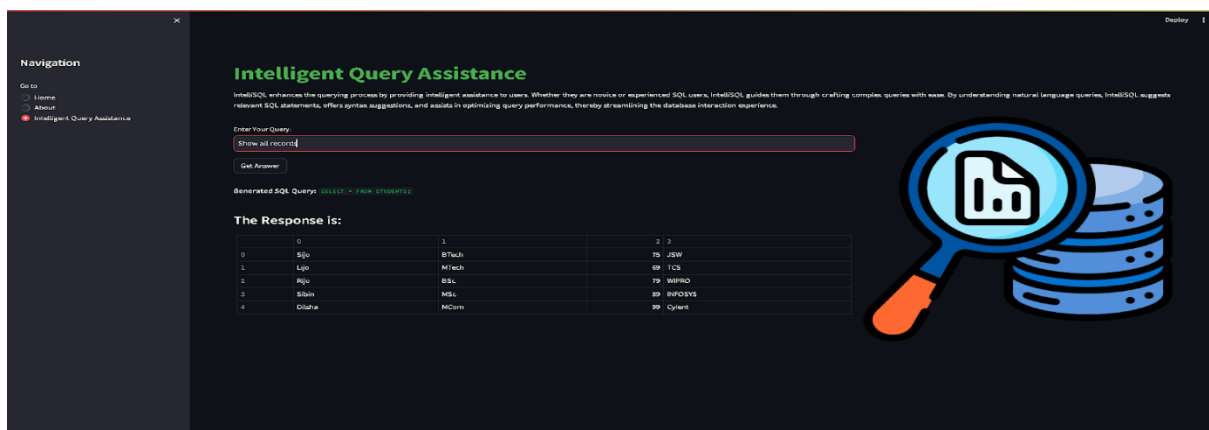 Deploy
Navigation
Go to
Home
About
Intelligent Query Assistance
Intelligent Query Assistance
IntelliSQL enhances the querying process by providing intelligent assistance to users. Whether they are novice or experienced SQL users, IntelliSQL guides them through crafting complex queries with ease. By understanding natural language queries, IntelliSQL suggests
relevant SQL statements, offers syntax suggestions, and assists in optimizing query performance, thereby streamlining the database interaction experience.
Enter Your Query:
Show all records
Get Answer
Generated SQL Query: SELECT * FROM STUDENTS;
The Response is:
0 1 2 3
0 Sijo BTech 75 JSW
1 Lijo MTech 69 TCS
2 Rijo BSc 79 WIPRO
3 Sibin MSc 89 INFOSYS
4 Dilsha MCom 99 Cyient